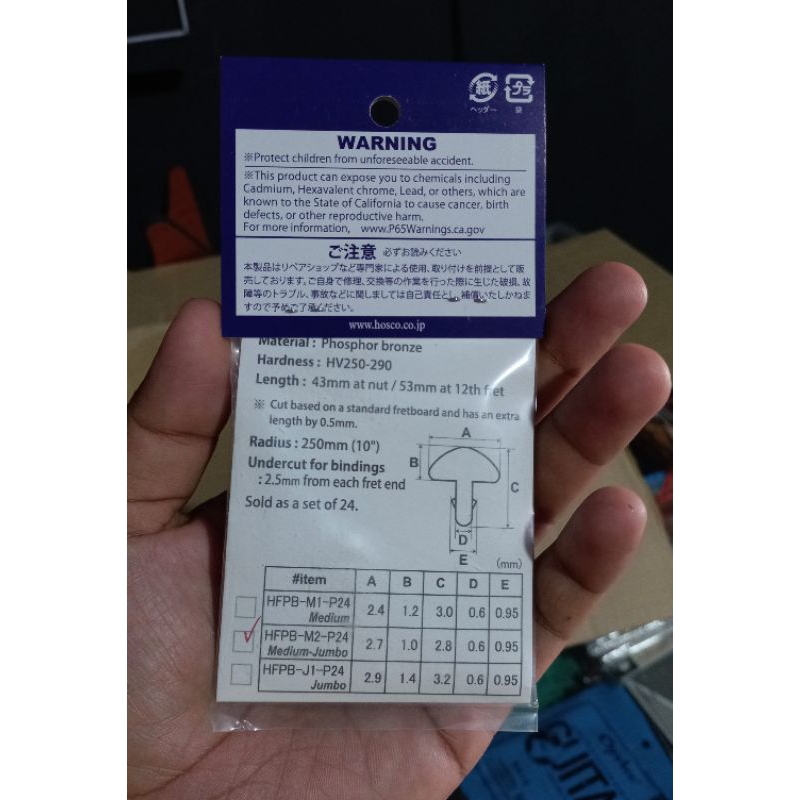 紙
ヘッダー
プラ
袋
WARNING
※Protect children from unforeseeable accident.
※This product can expose you to chemicals including
Cadmium, Hexavalent chrome, Lead, or others, which are
known to the State of California to cause cancer, birth
defects, or other reproductive harm.
For more information, www.P65Warnings.ca.gov
ご注意 必ずお読みください
本製品はリペアショップなど専門家による使用、取り付けを前提として販
売しております。ご自身で修理、交換等の作業を行った際に生じた破損、故
障等のトラブル、事故などに関しましては自己責任とし、補償いたしかねま
すので予めご了承ください。
www.hosco.co.jp
Material : Phosphor bronze
Hardness : HV250-290
Length : 43mm at nut / 53mm at 12th fret
※ Cut based on a standard fretboard and has an extra
length by 0.5mm.
Radius : 250mm (10")
Undercut for bindings
: 2.5mm from each fret end
Sold as a set of 24.
A
B
C
D
E
(mm)
#item A B C D E
HFPB-M1-P24 2.4 1.2 3.0 0.6 0.95
Medium
HFPB-M2-P24 2.7 1.0 2.8 0.6 0.95
Medium-Jumbo
HFPB-J1-P24 2.9 1.4 3.2 0.6 0.95
Jumbo